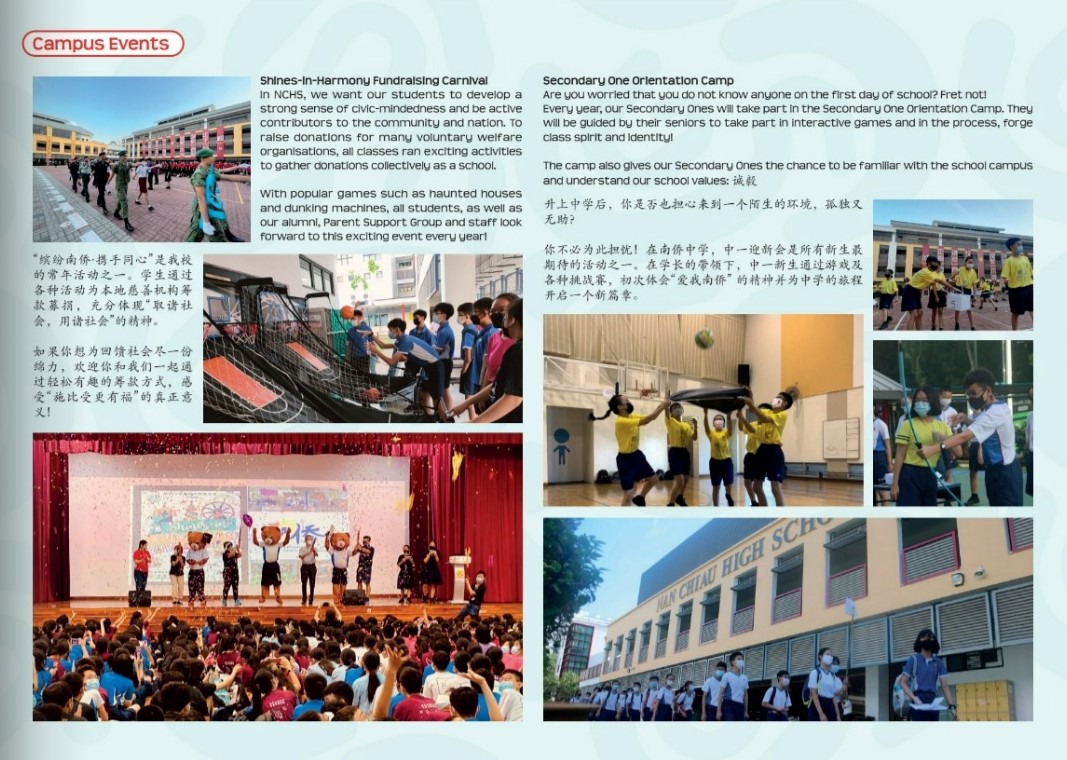 Campus Events
Shines-in-Harmony Fundraising Carnival
In NCHS, we want our students to develop a
strong sense of civic-mindedness and be active
contributors to the community and nation. To
raise donations for many voluntary welfare
organisations, all classes ran exciting activities
to gather donations collectively as a school.
With popular games such as haunted houses
and dunking machines, all students, as well as
our alumni, Parent Support Group and staff look
forward to this exciting event every year!
“缤纷南侨·携手同心”是我校
的常年活动之一。学生通过
各种活动为本地慈善机构筹
款募捐，充分体现“取诸社
会，用诸社会”的精神。
如果你想为回馈社会尽一份
绵力，欢迎你和我们一起通
过轻松有趣的筹款方式，感
受“施比受更有福”的真正意
义！
Secondary One Orientation Camp
Are you worried that you do not know anyone on the first day of school? Fret not!
Every year, our Secondary Ones will take part in the Secondary One Orientation Camp. They
will be guided by their seniors to take part in interactive games and in the process, forge
class spirit and identity!
The camp also gives our Secondary Ones the chance to be familiar with the school campus
and understand our school values: 诚毅
升上中学后，你是否也担心来到一个陌生的环境，孤独又
无助？
你不必为此担忧！在南侨中学，中一迎新会是所有新生最
期待的活动之一。在学长的带领下，中一新生通过游戏及
各种挑战赛，初次体会“爱我南侨”的精神并为中学的旅程
开启一个新篇章。
5
侨
NAN CHIAU HIGH SCHO